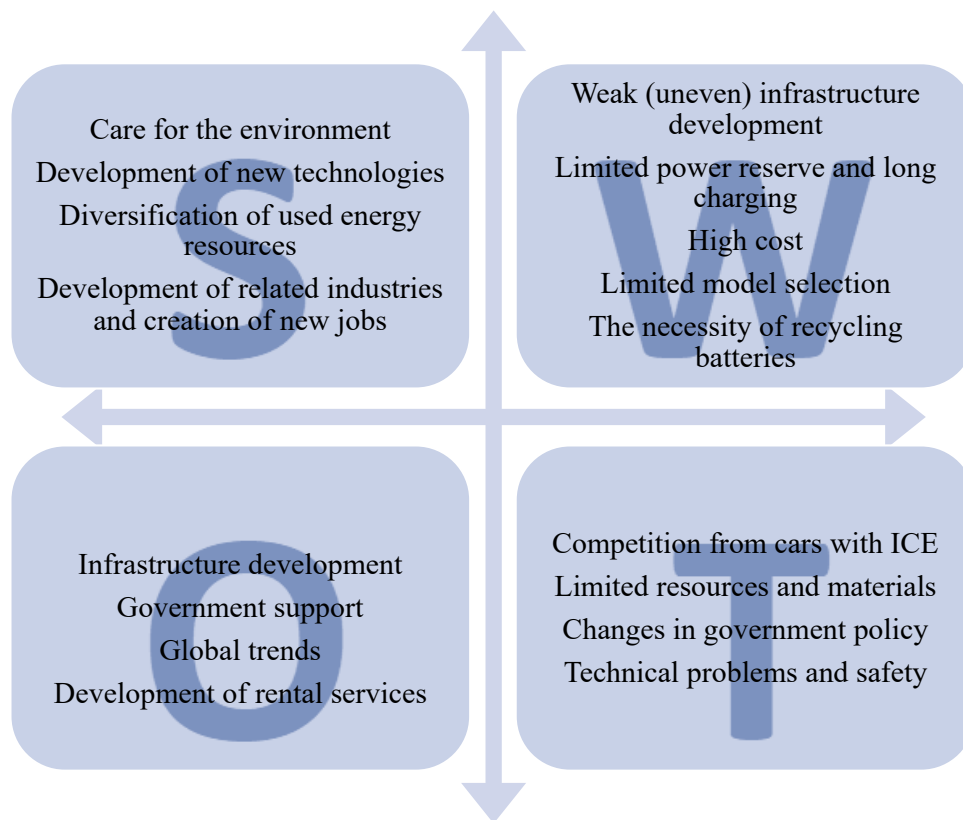 S
Care for the environment
Development of new technologies
Diversification of used energy
resources
Development of related industries
and creation of new jobs
W
Weak (uneven) infrastructure
development
Limited power reserve and long
charging
High cost
Limited model selection
The necessity of recycling
batteries
O
Infrastructure development
Government support
Global trends
Development of rental services
T
Competition from cars with ICE
Limited resources and materials
Changes in government policy
Technical problems and safety